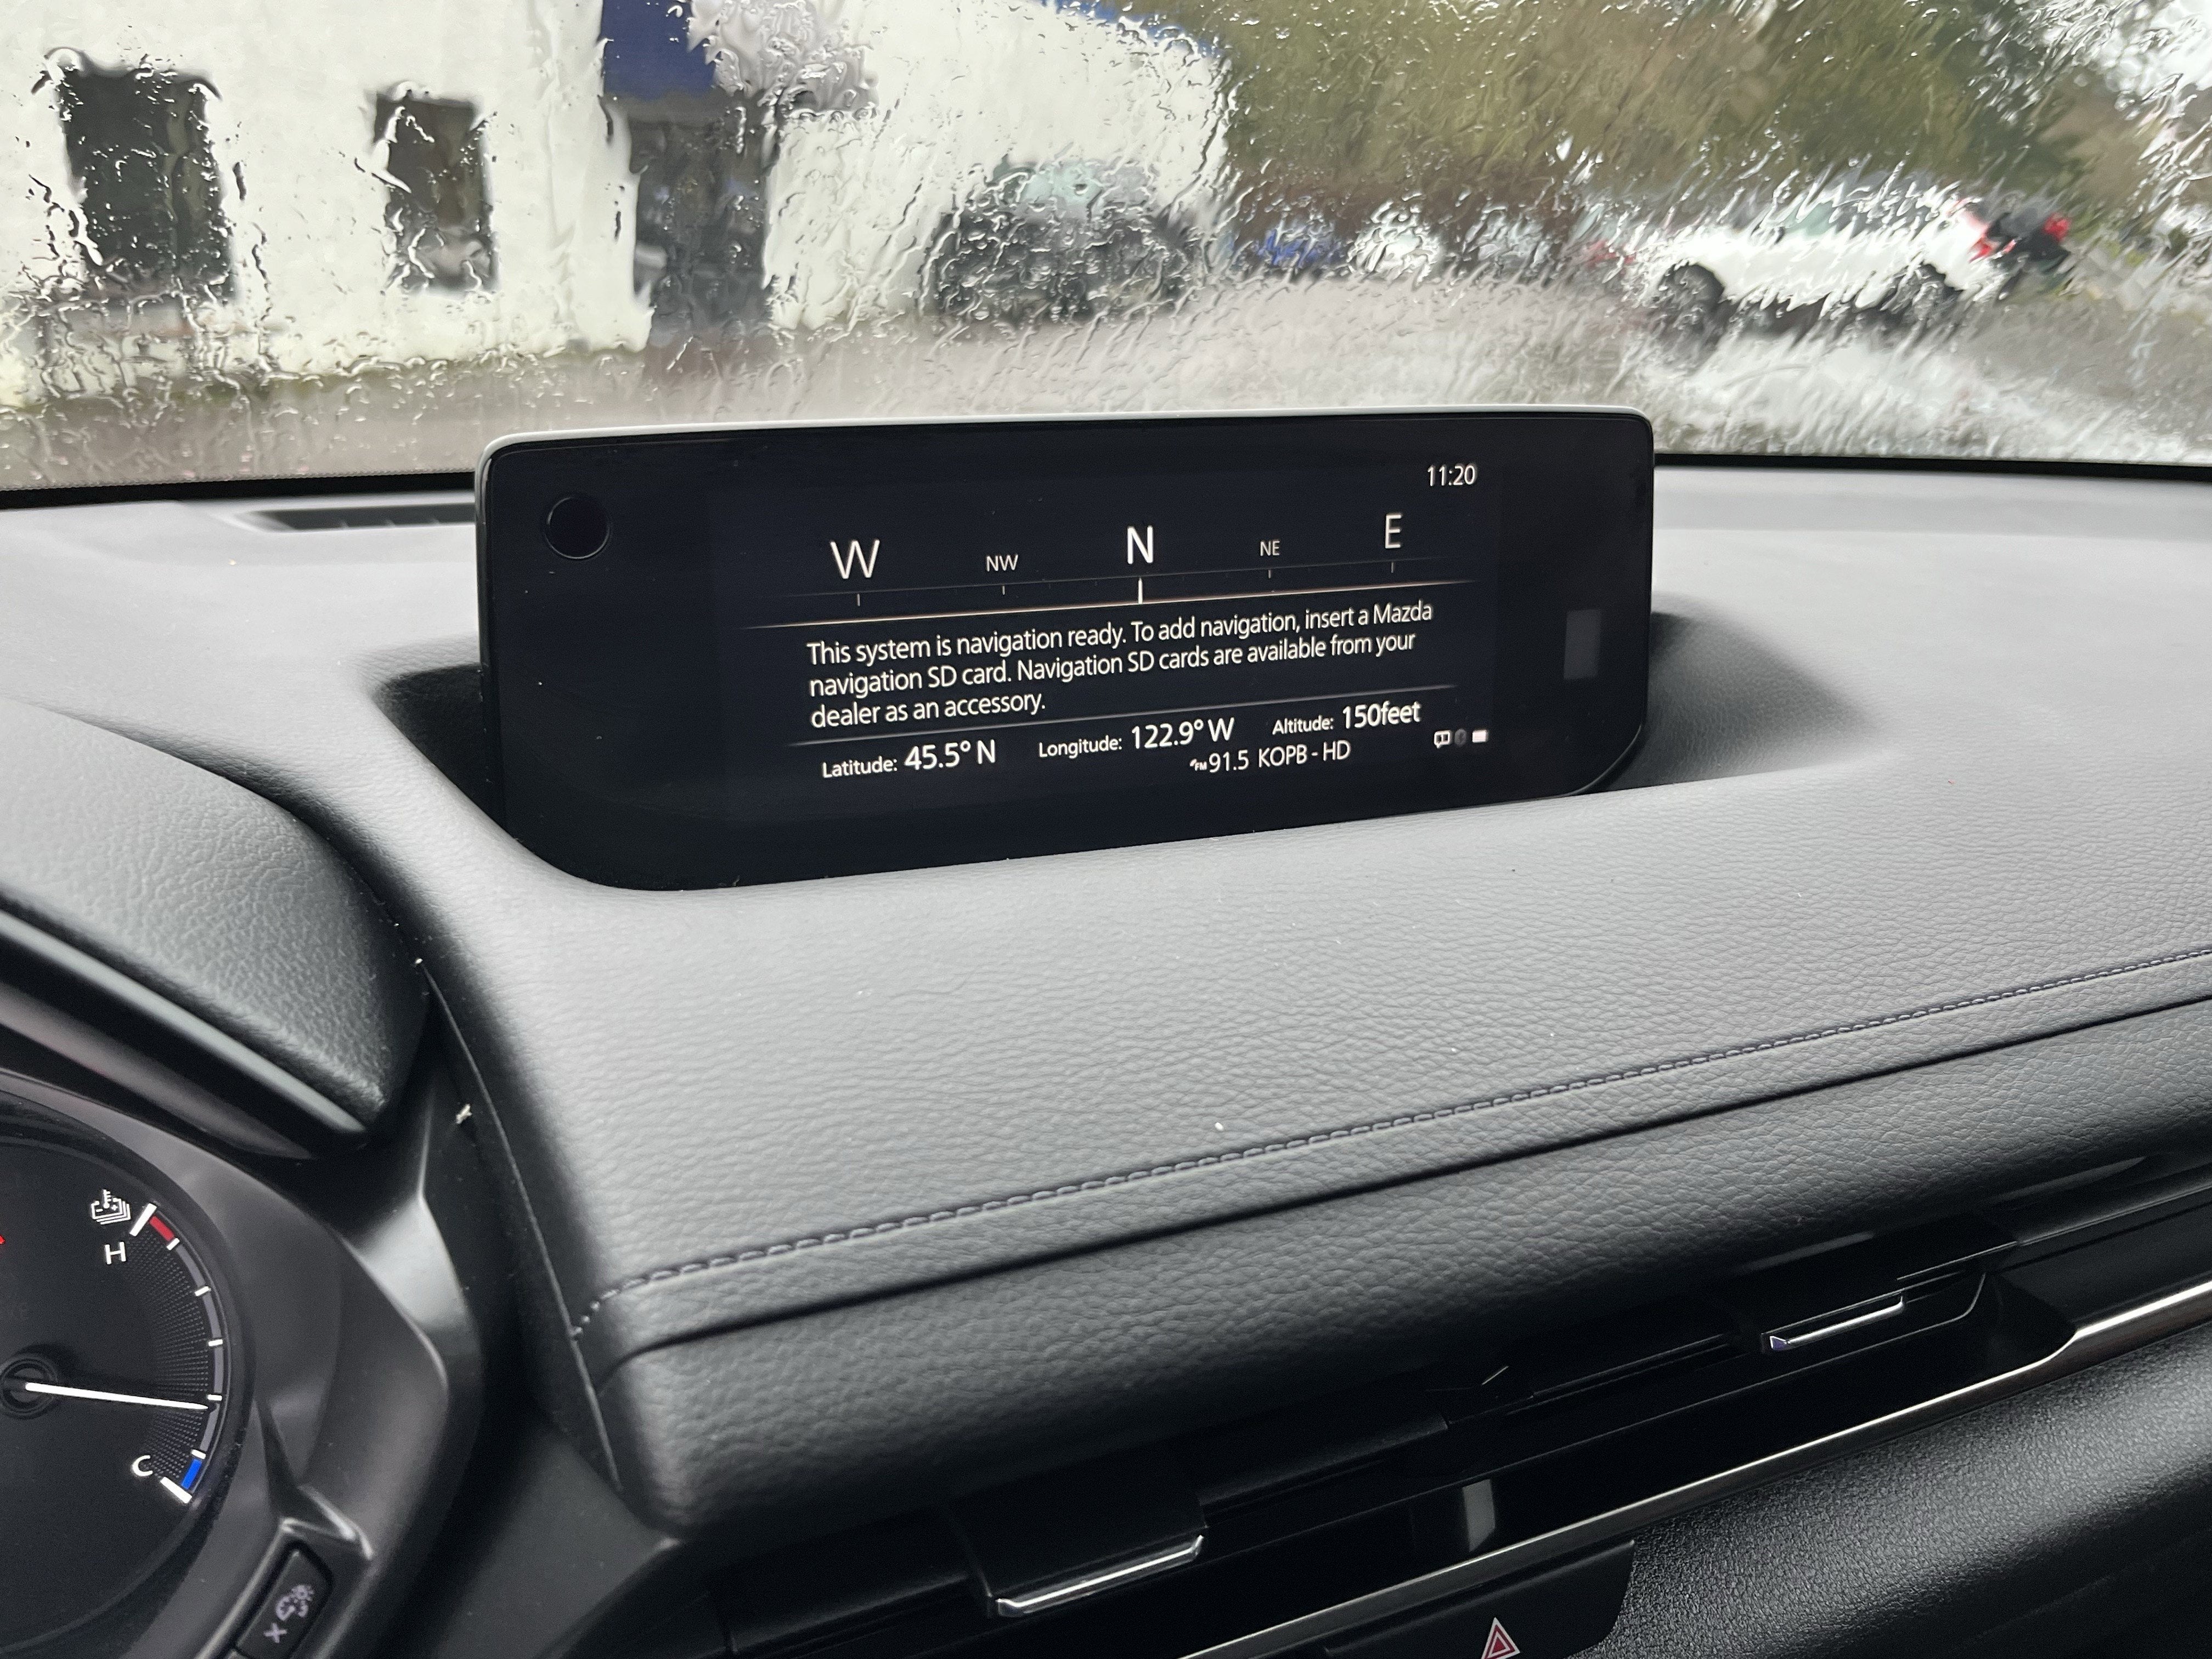 11:20
W NW N NE E
This system is navigation ready. To add navigation, insert a Mazda
navigation SD card. Navigation SD cards are available from your
dealer as an accessory.
Latitude: 45.5° N Longitude: 122.9° W Altitude: 150feet
FM 91.5 KOPB - HD
H
C